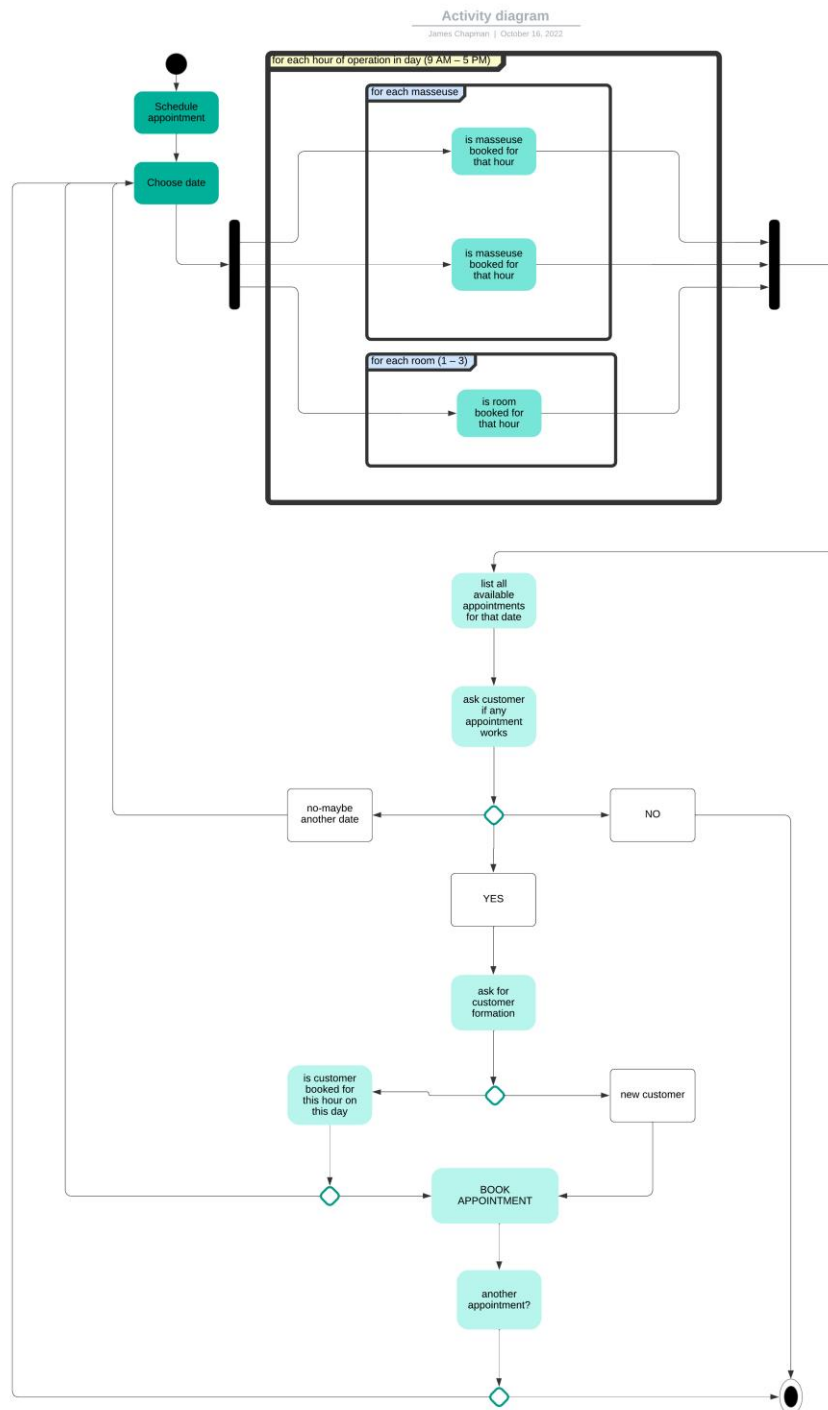 Activity diagram
James Chapman | October 16, 2022
for each hour of operation in day (9 AM – 5 PM)
for each masseuse
Schedule
appointment
is masseuse
booked for
that hour
Choose date
is masseuse
booked for
that hour
for each room (1 – 3)
is room
booked for
that hour
list all
available
appointments
for that date
ask customer
if any
appointment
works
no-maybe
another date
NO
YES
ask for
customer
formation
is customer
booked for
this hour on
this day
new customer
BOOK
APPOINTMENT
another
appointment?